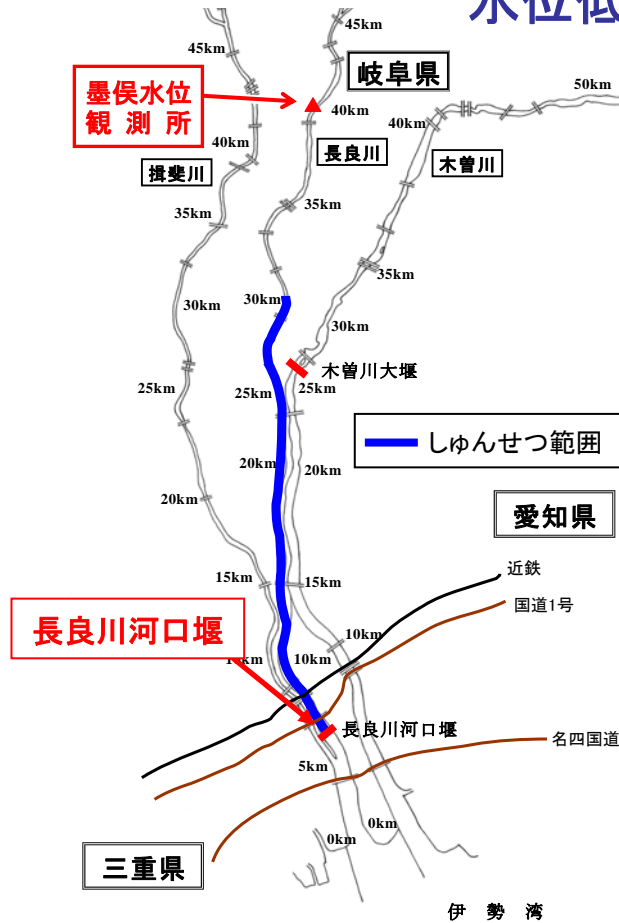 水位低
45km
45km
岐阜県
50km
墨俣水位
観測所
40km
40km
40km
長良川
木曽川
揖斐川
35km
35km
35km
30km
30km
30km
木曽川大堰
25km
25km
25km
しゅんせつ範囲
20km
20km
20km
愛知県
近鉄
15km
15km
国道1号
長良川河口堰
10km
10km
長良川河口堰
名四国道
5km
0km
0km
三重県
伊勢湾